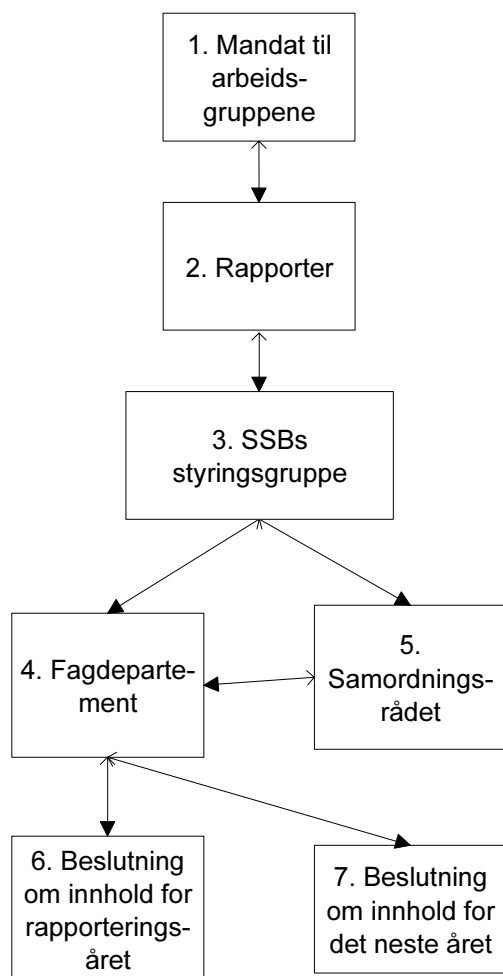 1. Mandat til
arbeids-
gruppene
2. Rapporter
3. SSBs
styringsgruppe
4. Fagdeparte-
ment
5.
Samordnings-
rådet
6. Beslutning
om innhold for
rapporterings-
året
7. Beslutning
om innhold for
det neste året